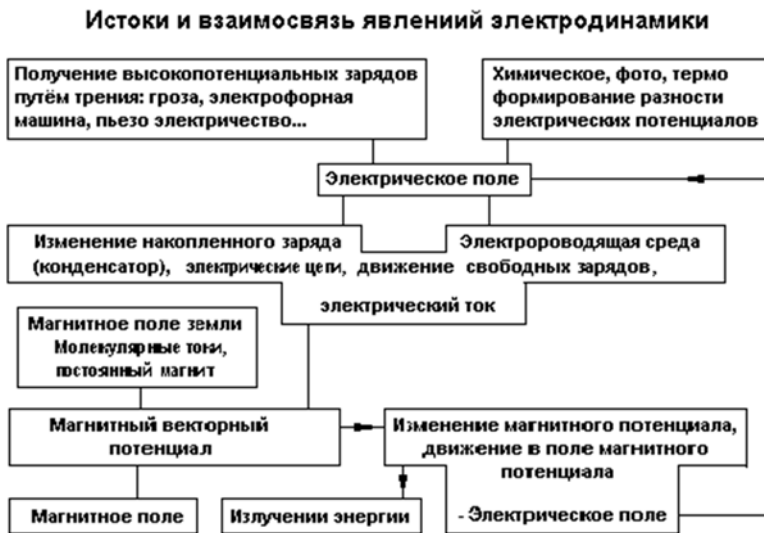 Истоки и взаимосвязь явлениий электродинамики
Получение высокопотенциальных зарядов
путём трения: гроза, электрофорная
машина, пьезо электричество...
Химическое, фото, термо
формирование разности
электрических потенциалов
Электрическое поле
Изменение накопленного заряда
Электророводящая среда
(конденсатор), электрические цепи, движение свободных зарядов,
электрический ток
Магнитное поле земли
Молекулярные токи,
постоянный магнит
Магнитный векторный
потенциал
Изменение магнитного потенциала,
движение в поле магнитного
потенциала
Магнитное поле
Излучении энергии
- Электрическое поле